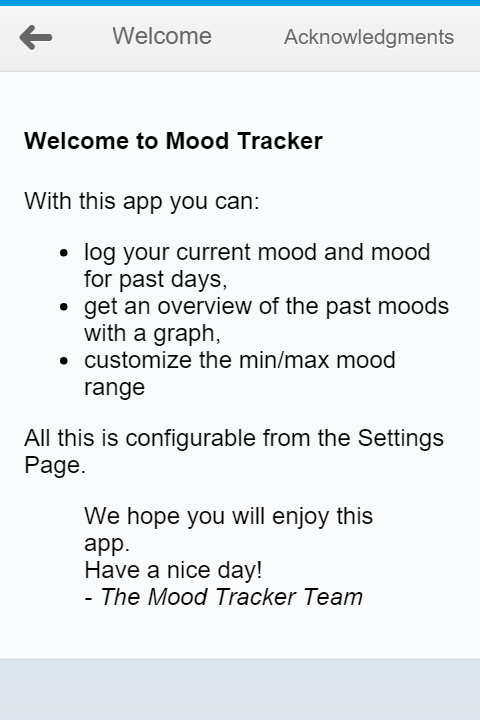 Welcome
Acknowledgments
Welcome to Mood Tracker
With this app you can:
log your current mood and mood
for past days,
get an overview of the past moods
with a graph,
customize the min/max mood
range
All this is configurable from the Settings
Page.
We hope you will enjoy this
app.
Have a nice day!
- The Mood Tracker Team